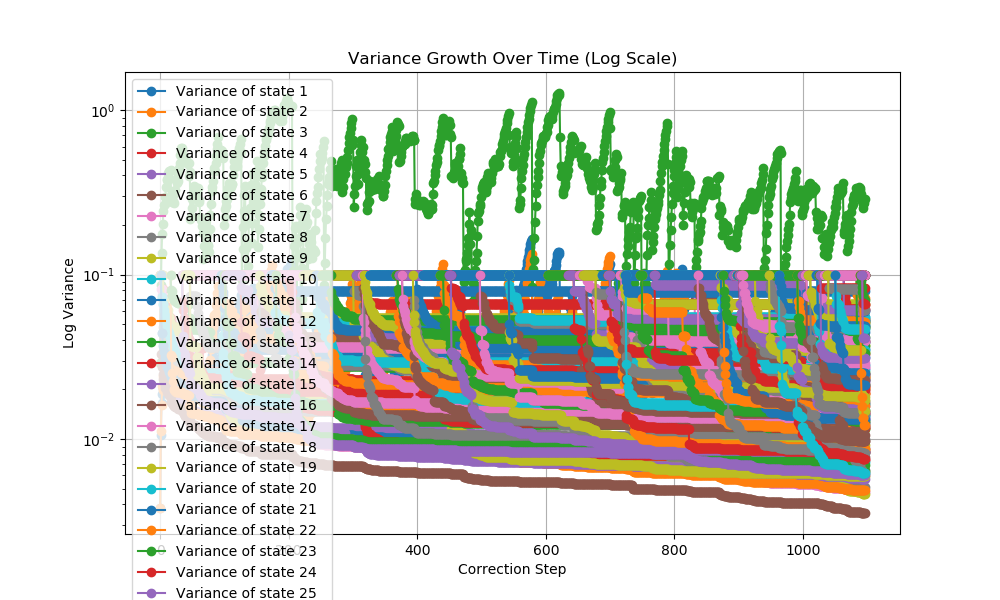 Variance Growth Over Time (Log Scale)
Log Variance
10⁰
10⁻¹
10⁻²
Variance of state 1
Variance of state 2
Variance of state 3
Variance of state 4
Variance of state 5
Variance of state 6
Variance of state 7
Variance of state 8
Variance of state 9
Variance of state 10
Variance of state 11
Variance of state 12
Variance of state 13
Variance of state 14
Variance of state 15
Variance of state 16
Variance of state 17
Variance of state 18
Variance of state 19
Variance of state 20
Variance of state 21
Variance of state 22
Variance of state 23
Variance of state 24
Variance of state 25
0 200 400 600 800 1000
Correction Step